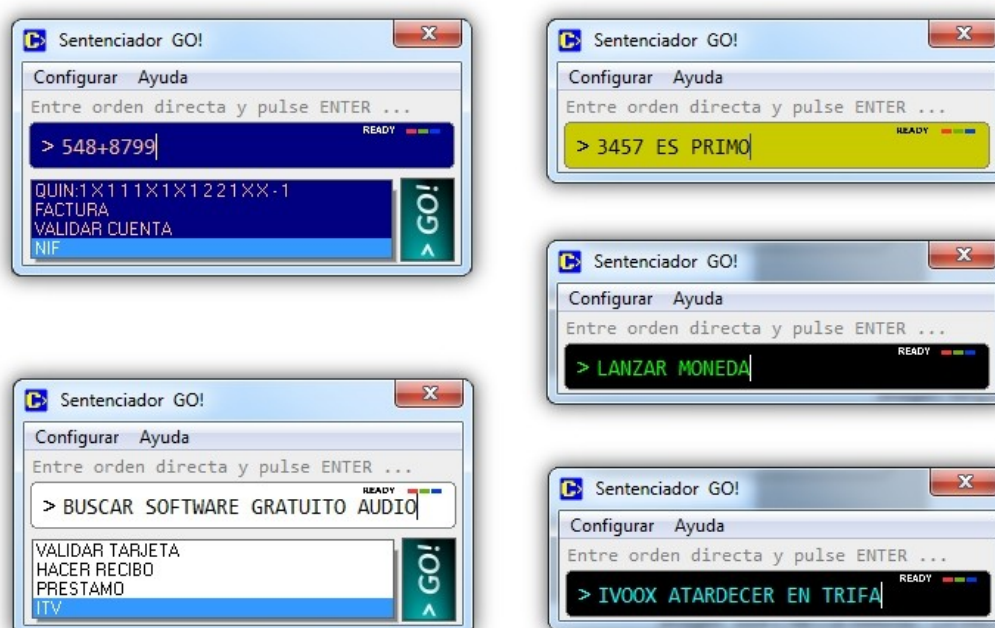 Sentenciador GO!
Configurar Ayuda
Entre orden directa y pulse ENTER ...
READY
> 548+8799
QUIN:1X111X1X1221XX-1
FACTURA
VALIDAR CUENTA
NIF
> GO!
Sentenciador GO!
Configurar Ayuda
Entre orden directa y pulse ENTER ...
READY
> BUSCAR SOFTWARE GRATUITO AUDIO
VALIDAR TARJETA
HACER RECIBO
PRESTAMO
ITV
> GO!
Sentenciador GO!
Configurar Ayuda
Entre orden directa y pulse ENTER ...
READY
> 3457 ES PRIMO
Sentenciador GO!
Configurar Ayuda
Entre orden directa y pulse ENTER ...
READY
> LANZAR MONEDA
Sentenciador GO!
Configurar Ayuda
Entre orden directa y pulse ENTER ...
READY
> IVOOX ATARDECER EN TRIFA